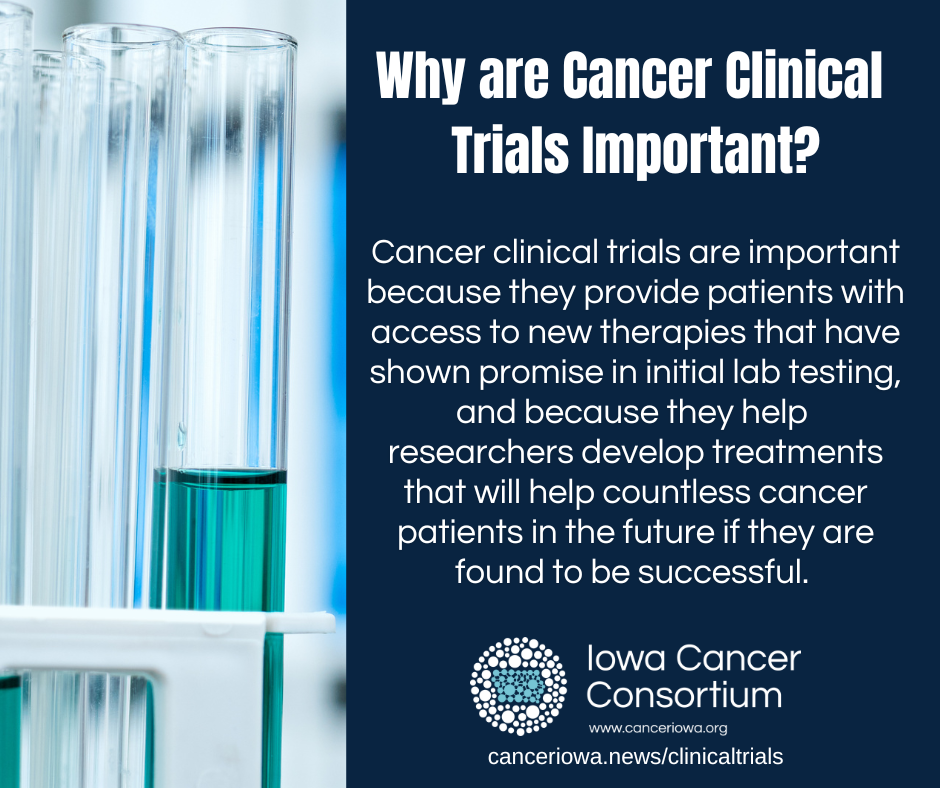 Why are Cancer Clinical
Trials Important?
Cancer clinical trials are important
because they provide patients with
access to new therapies that have
shown promise in initial lab testing,
and because they help
researchers develop treatments
that will help countless cancer
patients in the future if they are
found to be successful.
Iowa Cancer
Consortium
www.canceriowa.org
canceriowa.news/clinicaltrials